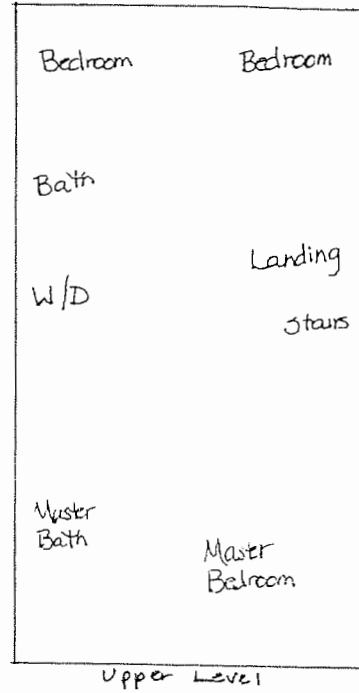 Bedroom Bedroom
Bath
Landing
W/D
Stairs
Master
Bath
Master
Bedroom
Upper Level